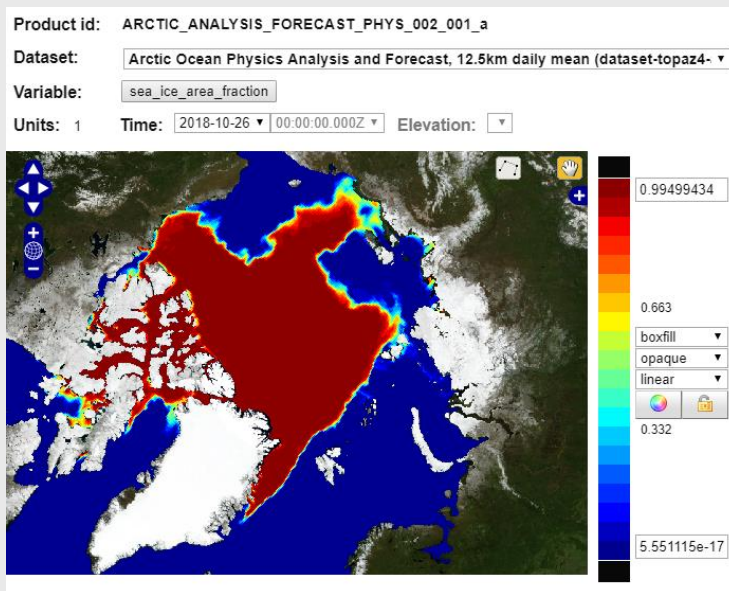 Product id: ARCTIC_ANALYSIS_FORECAST_PHYS_002_001_a
Dataset: Arctic Ocean Physics Analysis and Forecast, 12.5km daily mean (dataset-topaz4-
Variable: sea_ice_area_fraction
Units: 1 Time: 2018-10-26 00:00:00.000Z Elevation:
0.99499434
0.663
boxfill
opaque
linear
0.332
5.551115e-17